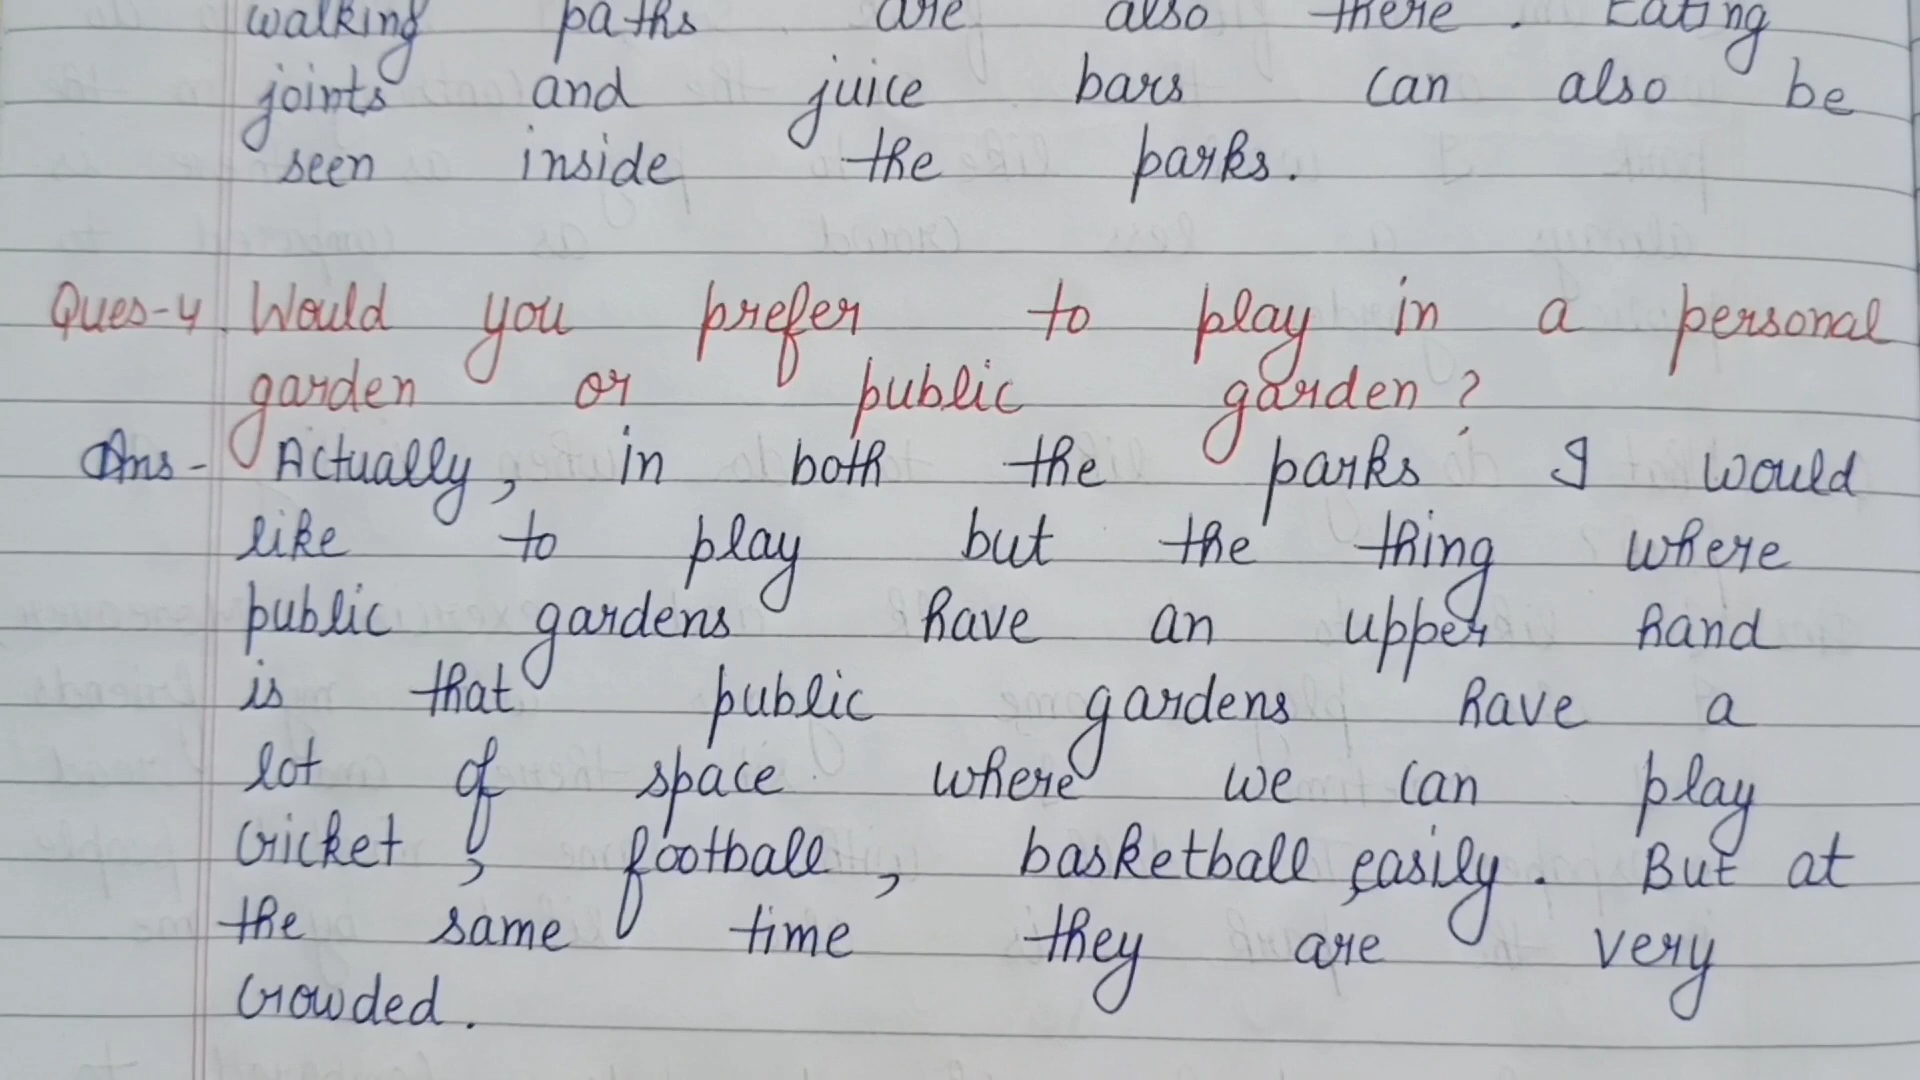 walking paths are also there. Eating
joints and juice bars can also be
seen inside the parks.
Ques-4. Would you prefer to play in a personal
garden or public garden?
Ans- Actually, in both the parks I would
like to play but the thing where
public gardens have an upper hand
is that public gardens have a
lot of space where we can play
cricket, football, basketball easily. But at
the same time they are very
crowded.